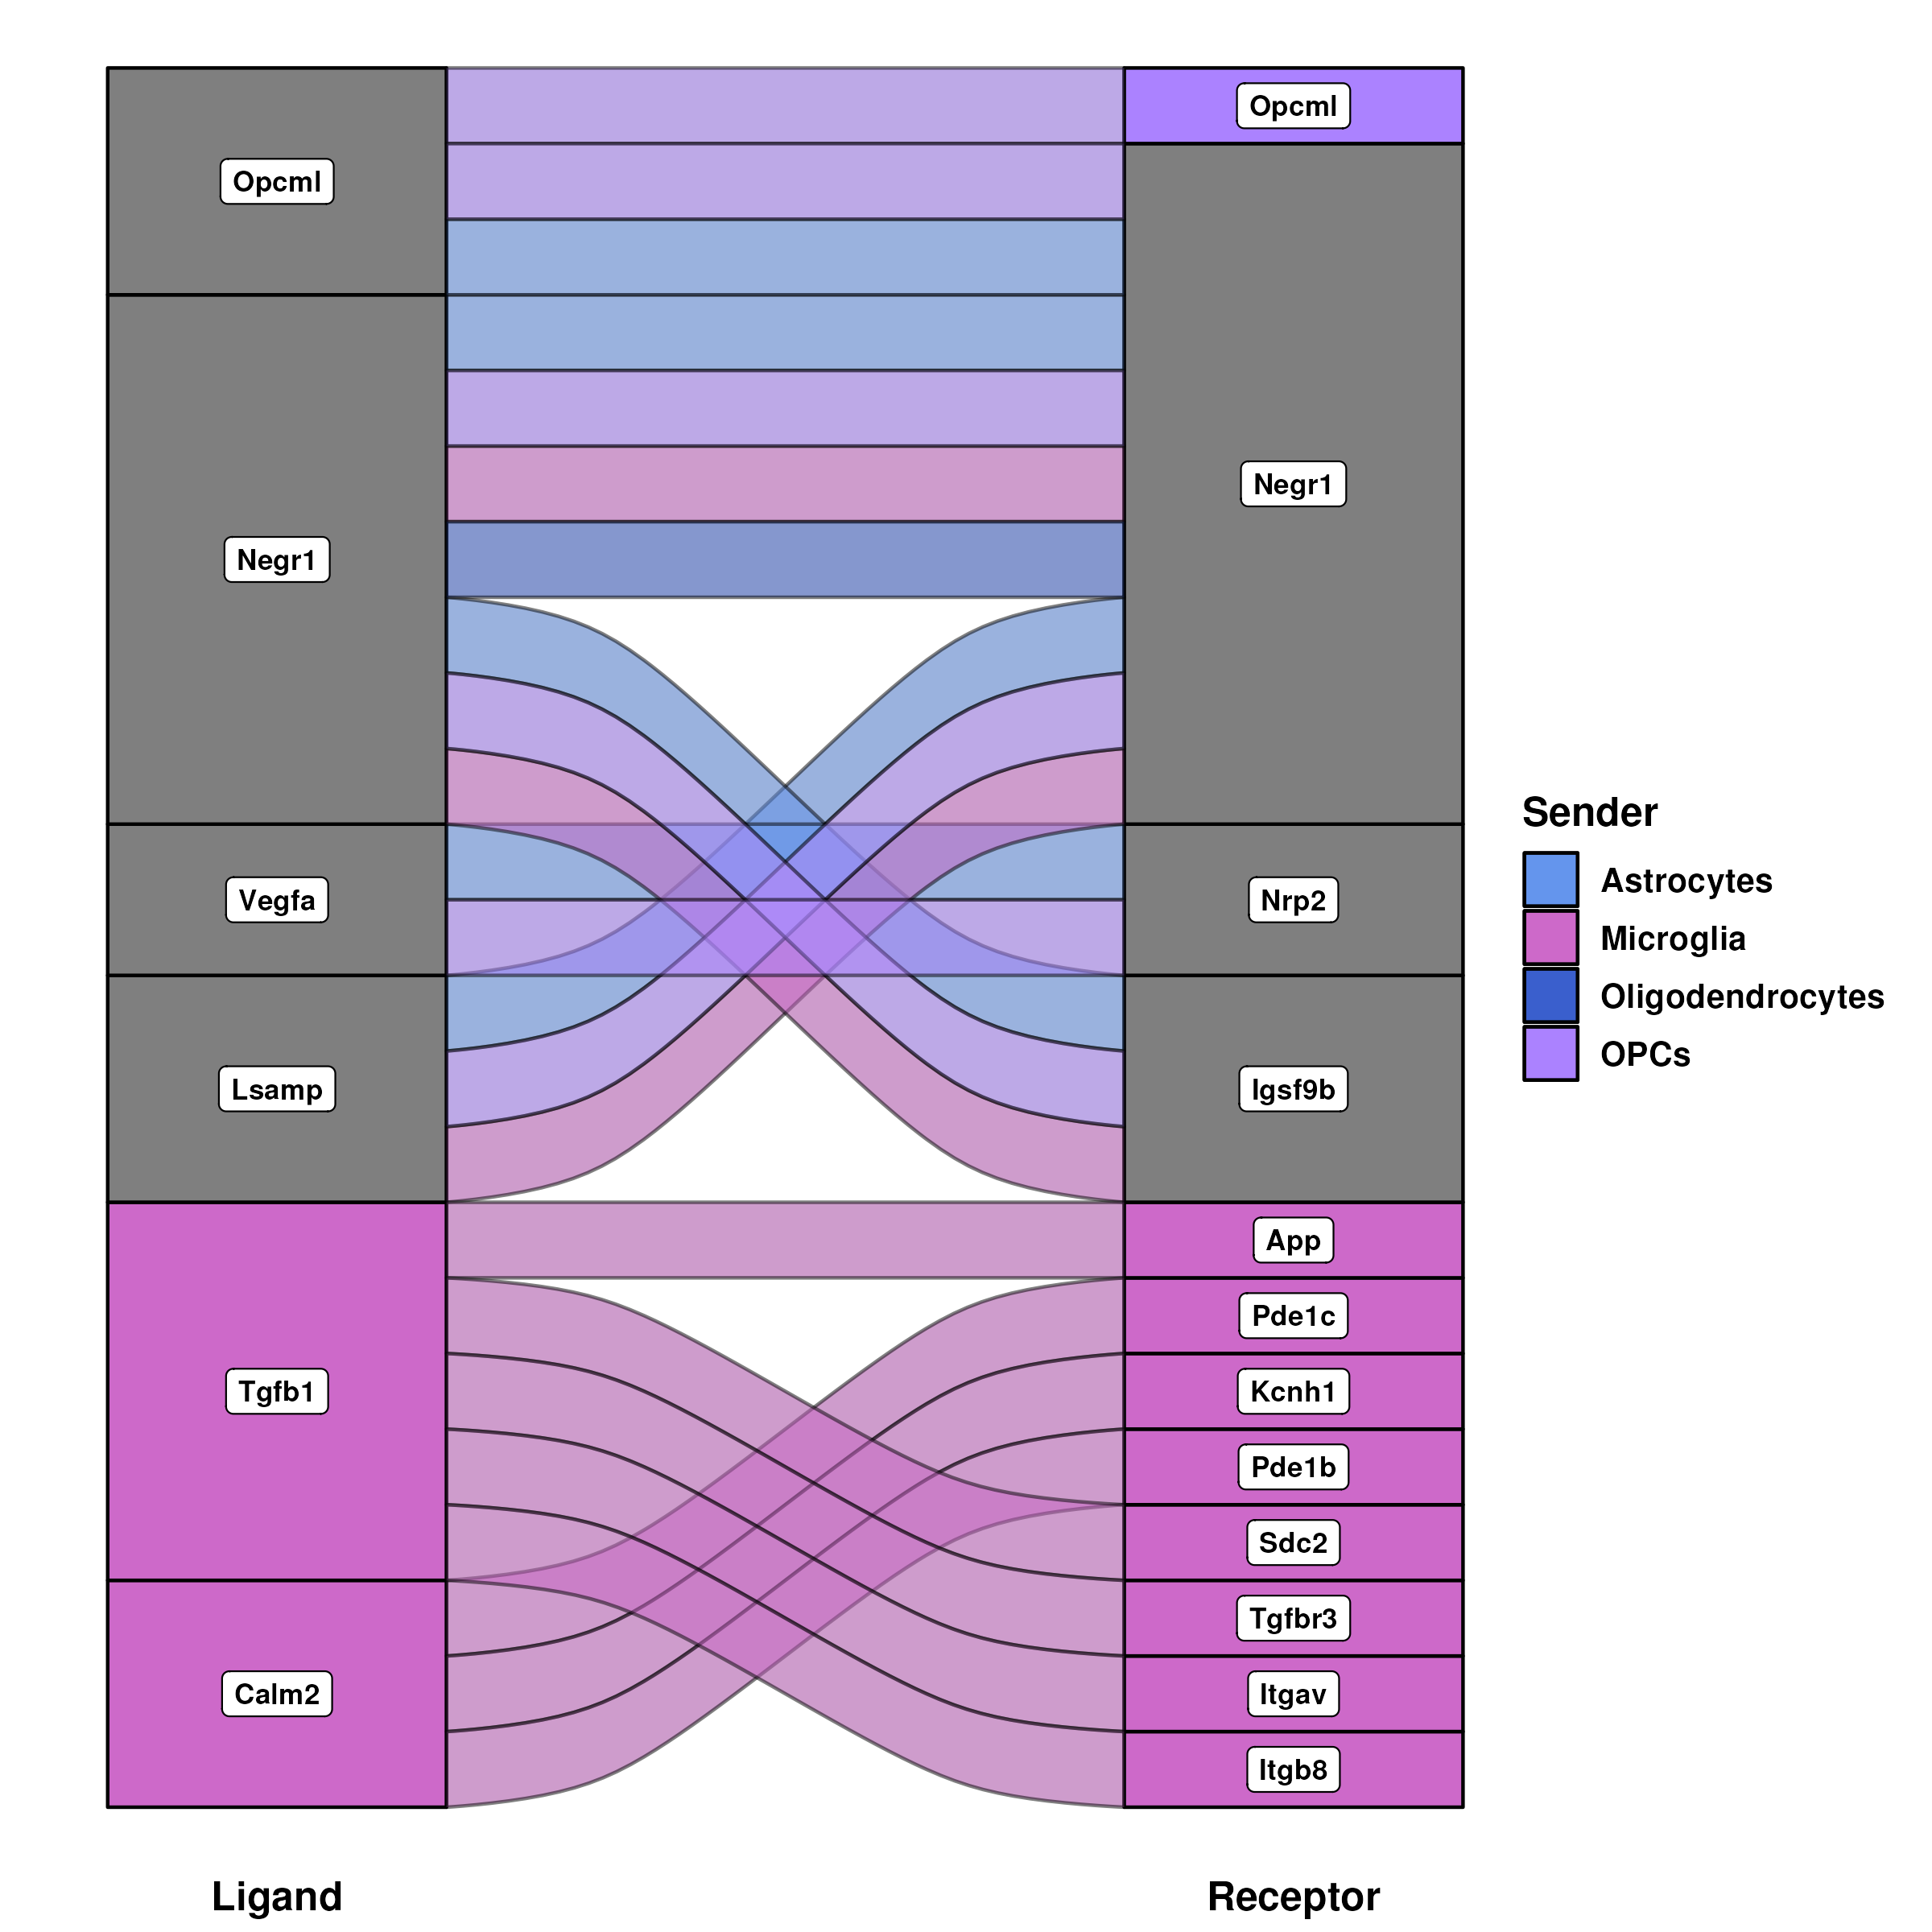 Opcml
Negr1
Vegfa
Lsamp
Tgfb1
Calm2
Opcml
Negr1
Nrp2
Igsf9b
App
Pde1c
Kcnh1
Pde1b
Sdc2
Tgfbr3
Itgav
Itgb8
Ligand
Receptor
Sender
Astrocytes
Microglia
Oligodendrocytes
OPCs